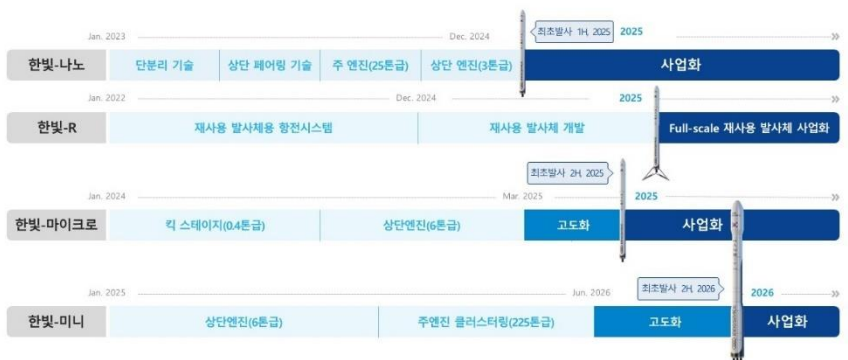 Jan. 2023 Dec. 2024 최초발사 1H, 2025 2025
한빛-나노 단분리 기술 상단 페어링 기술 주 엔진(25톤급) 상단 엔진(3톤급) 사업화
Jan. 2022 Dec. 2024 2025
한빛-R 재사용 발사체용 항전시스템 재사용 발사체 개발 Full-scale 재사용 발사체 사업화
최초발사 2H, 2025
Jan. 2024 Mar. 2025 2025
한빛-마이크로 킥 스테이지(0.4톤급) 상단엔진(6톤급) 고도화 사업화
최초발사 2H, 2026
Jan. 2025 Jun. 2026 2026
한빛-미니 상단엔진(6톤급) 주엔진 클러스터링(225톤급) 고도화 사업화